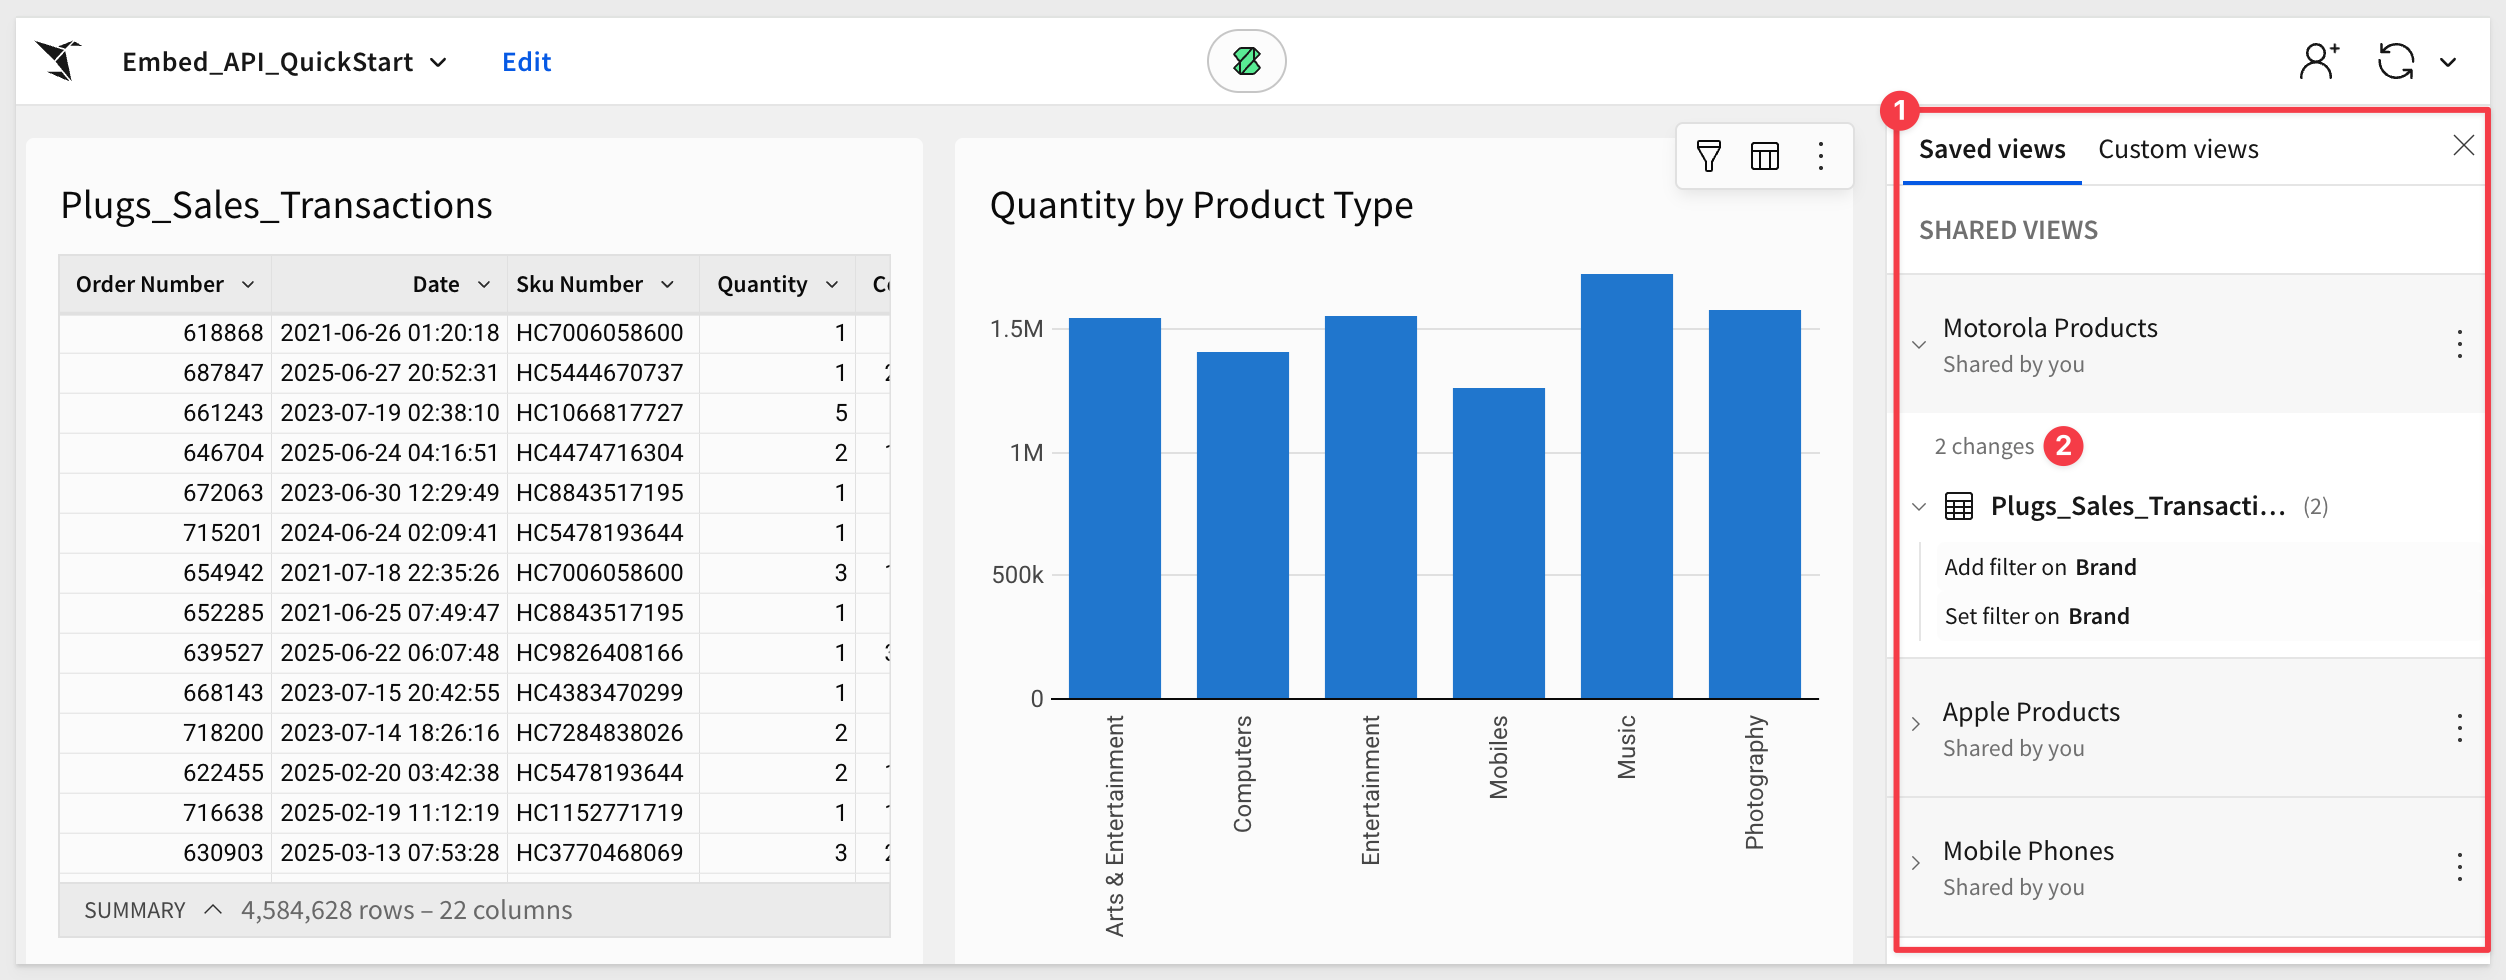 Embed_API_QuickStart
Edit
Plugs_Sales_Transactions
Order Number Date Sku Number Quantity
618868 2021-06-26 01:20:18 HC7006058600 1
687847 2025-06-27 20:52:31 HC5444670737 1
661243 2023-07-19 02:38:10 HC1066817727 5
646704 2025-06-24 04:16:51 HC4474716304 2
672063 2023-06-30 12:29:49 HC8843517195 1
715201 2024-06-24 02:09:41 HC5478193644 1
654942 2021-07-18 22:35:26 HC7006058600 3
652285 2021-06-25 07:49:47 HC8843517195 1
639527 2025-06-22 06:07:48 HC9826408166 1
668143 2023-07-15 20:42:55 HC4383470299 1
718200 2023-07-14 18:26:16 HC7284838026 2
622455 2025-02-20 03:42:38 HC5478193644 2
716638 2025-02-19 11:12:19 HC1152771719 1
630903 2025-03-13 07:53:28 HC3770468069 3
SUMMARY 4,584,628 rows – 22 columns
Quantity by Product Type
1.5M
1M
500k
0
Arts & Entertainment
Computers
Entertainment
Mobiles
Music
Photography
1
Saved views Custom views
SHARED VIEWS
Motorola Products
Shared by you
2 changes 2
Plugs_Sales_Transacti... (2)
Add filter on Brand
Set filter on Brand
Apple Products
Shared by you
Mobile Phones
Shared by you